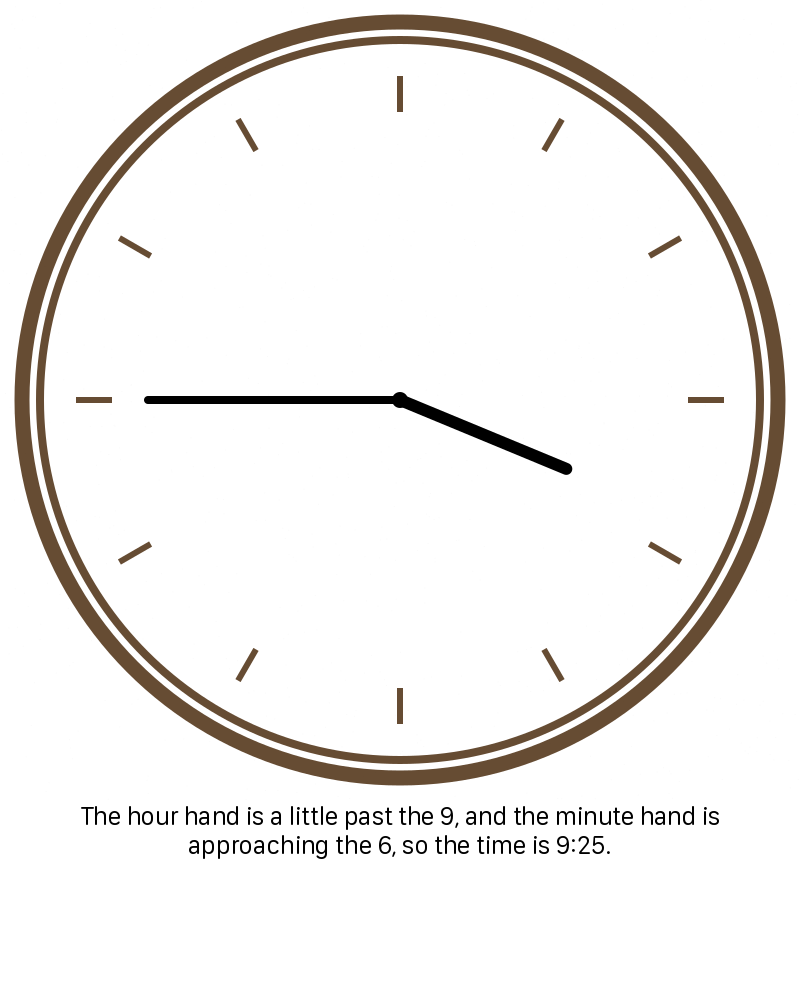 The hour hand is a little past the 9, and the minute hand is
approaching the 6, so the time is 9:25.